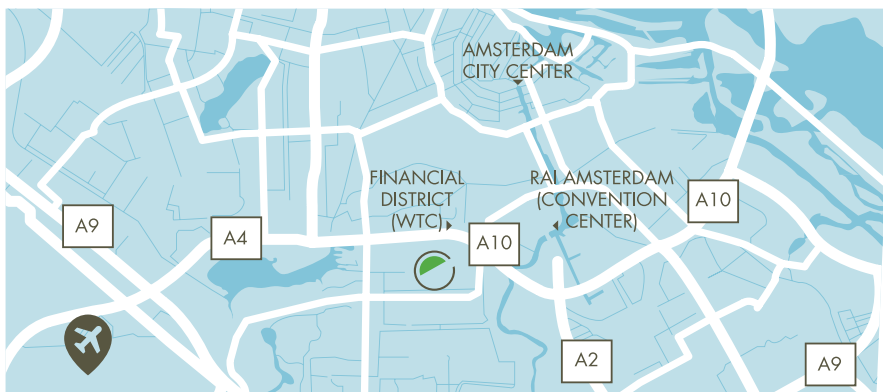 AMSTERDAM
CITY CENTER
FINANCIAL
DISTRICT
(WTC)
RAI AMSTERDAM
(CONVENTION
CENTER)
A10
A9
A4
A10
A2
A9